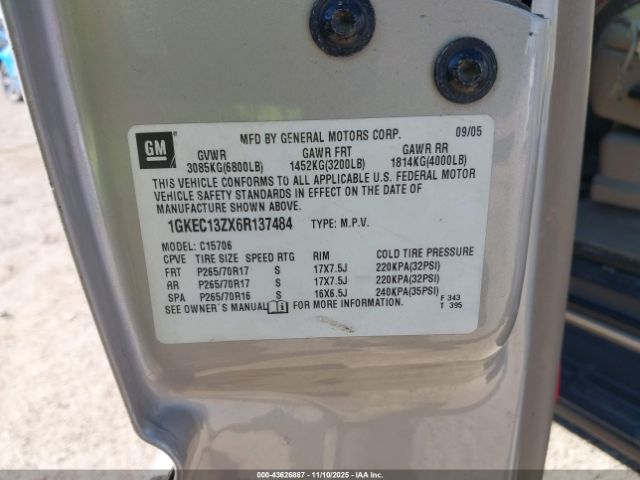 GM
MFD BY GENERAL MOTORS CORP. 09/05
GVWR GAWR FRT GAWR RR
3085KG(6800LB) 1452KG(3200LB) 1814KG(4000LB)
THIS VEHICLE CONFORMS TO ALL APPLICABLE U.S. FEDERAL MOTOR
VEHICLE SAFETY STANDARDS IN EFFECT ON THE DATE OF
MANUFACTURE SHOWN ABOVE.
1GKEC13ZX6R137484 TYPE: M.P.V.
MODEL: C15706
CPVE TIRE SIZE SPEED RTG RIM COLD TIRE PRESSURE
FRT P265/70R17 S 17X7.5J 220KPA(32PSI)
RR P265/70R17 S 17X7.5J 220KPA(32PSI)
SPA P265/70R16 S 16X6.5J 240KPA(35PSI)
SEE OWNER'S MANUAL FOR MORE INFORMATION.
F 343
T 395
000-43626887 - 11/10/2025 - IAA Inc.